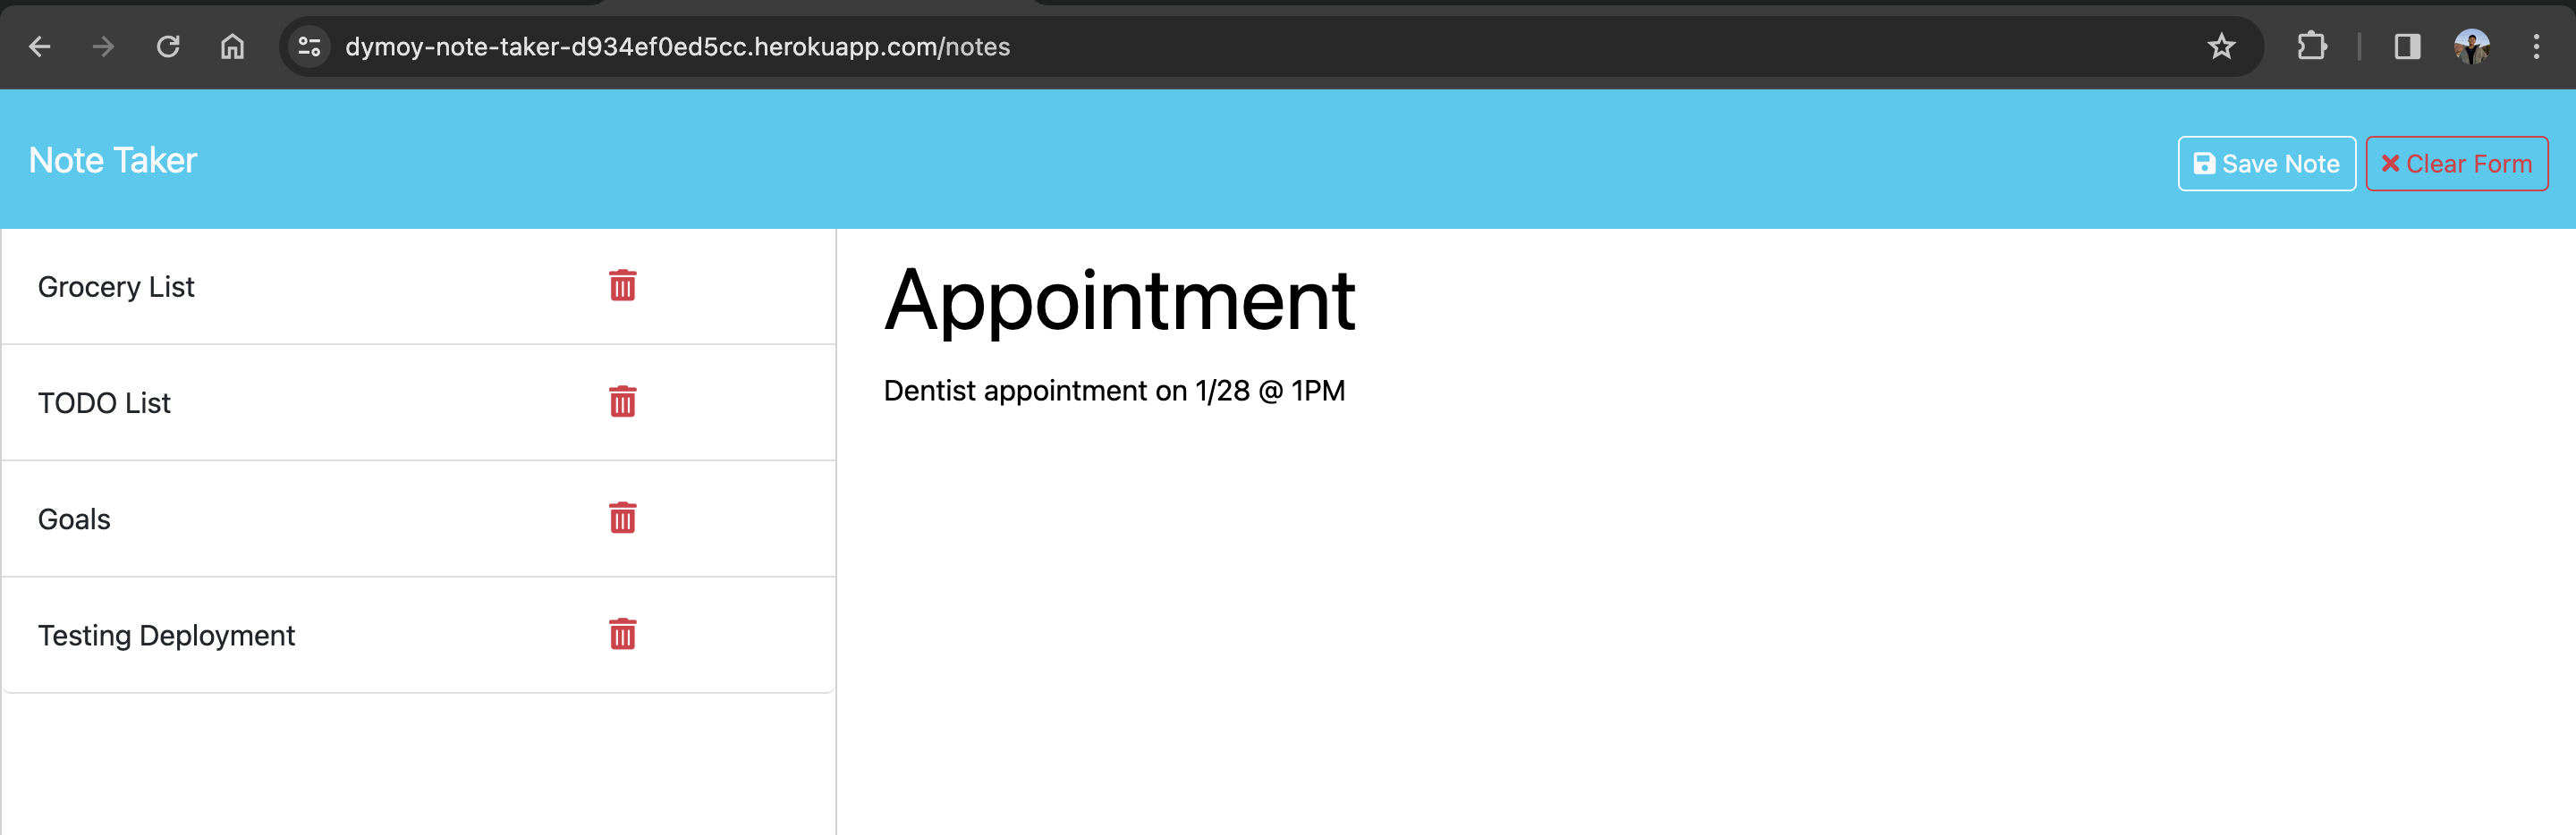 dymoy-note-taker-d934ef0ed5cc.herokuapp.com/notes
Note Taker
Save Note
Clear Form
Grocery List
TODO List
Goals
Testing Deployment
Appointment
Dentist appointment on 1/28 @ 1PM